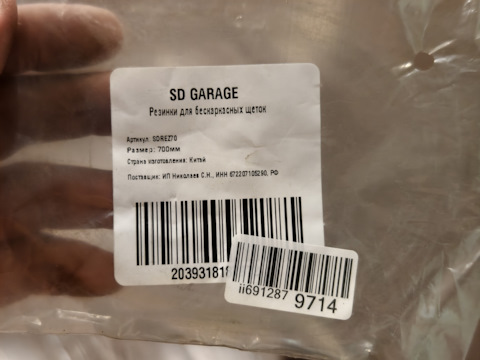 SD GARAGE
Резинки для бескаркасных щеток
Артикул: SDREZ70
Размер: 700мм
Страна изготовления: Китай
Поставщик: ИП Николаев С.Н., ИНН 672207105290, РФ
203931818
ii691287 9714